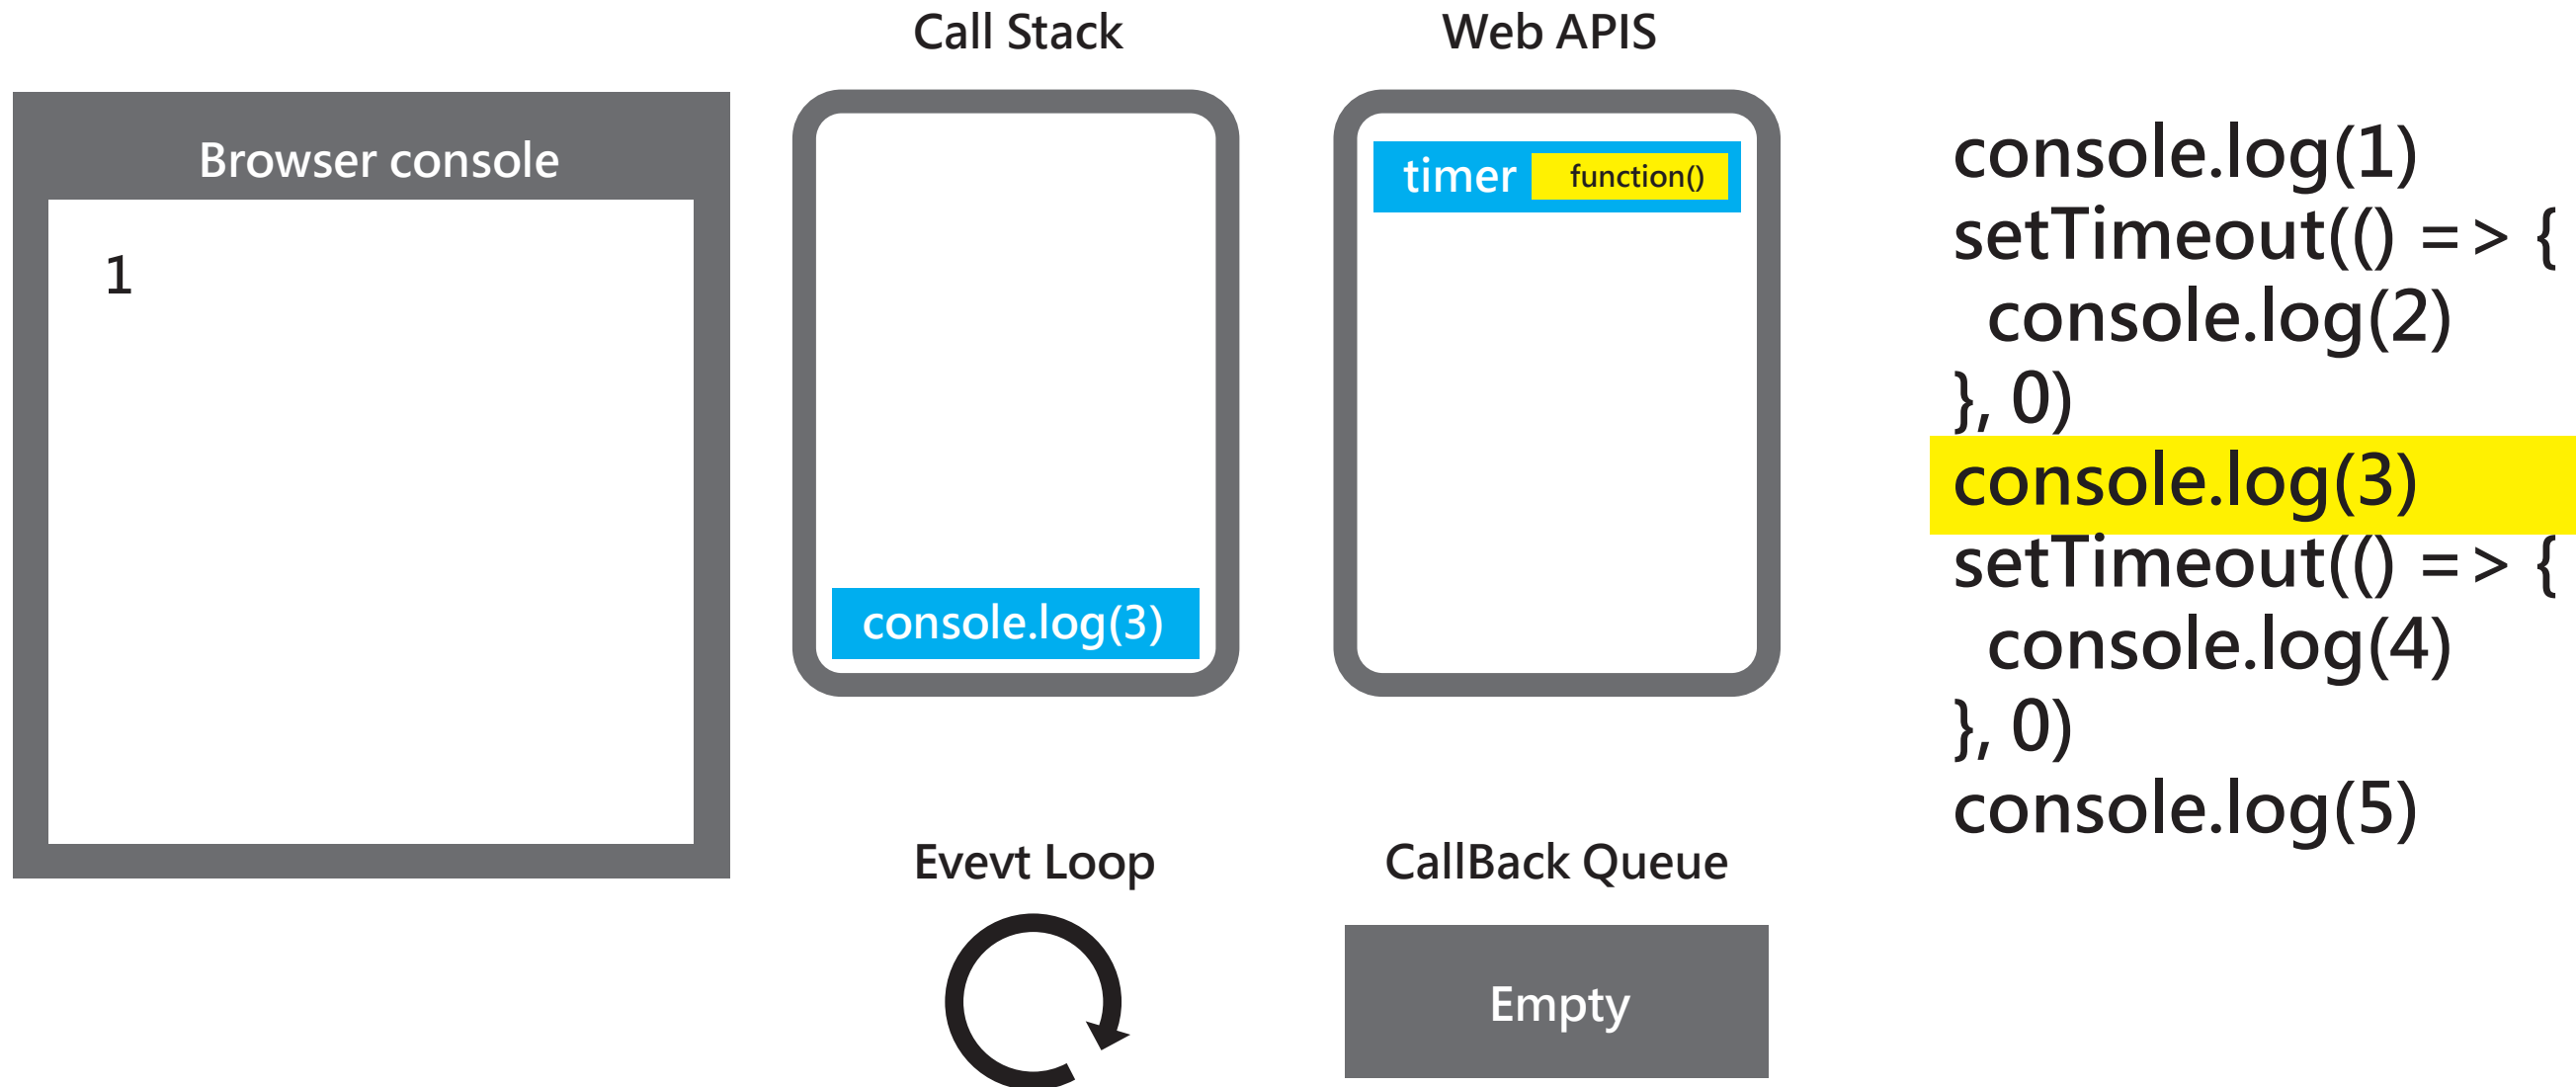 Call Stack
Web APIS
Browser console
1
console.log(3)
timer
function()
Evevt Loop
CallBack Queue
Empty
console.log(1)
setTimeout(() => {
  console.log(2)
}, 0)
console.log(3)
setTimeout(() => {
  console.log(4)
}, 0)
console.log(5)